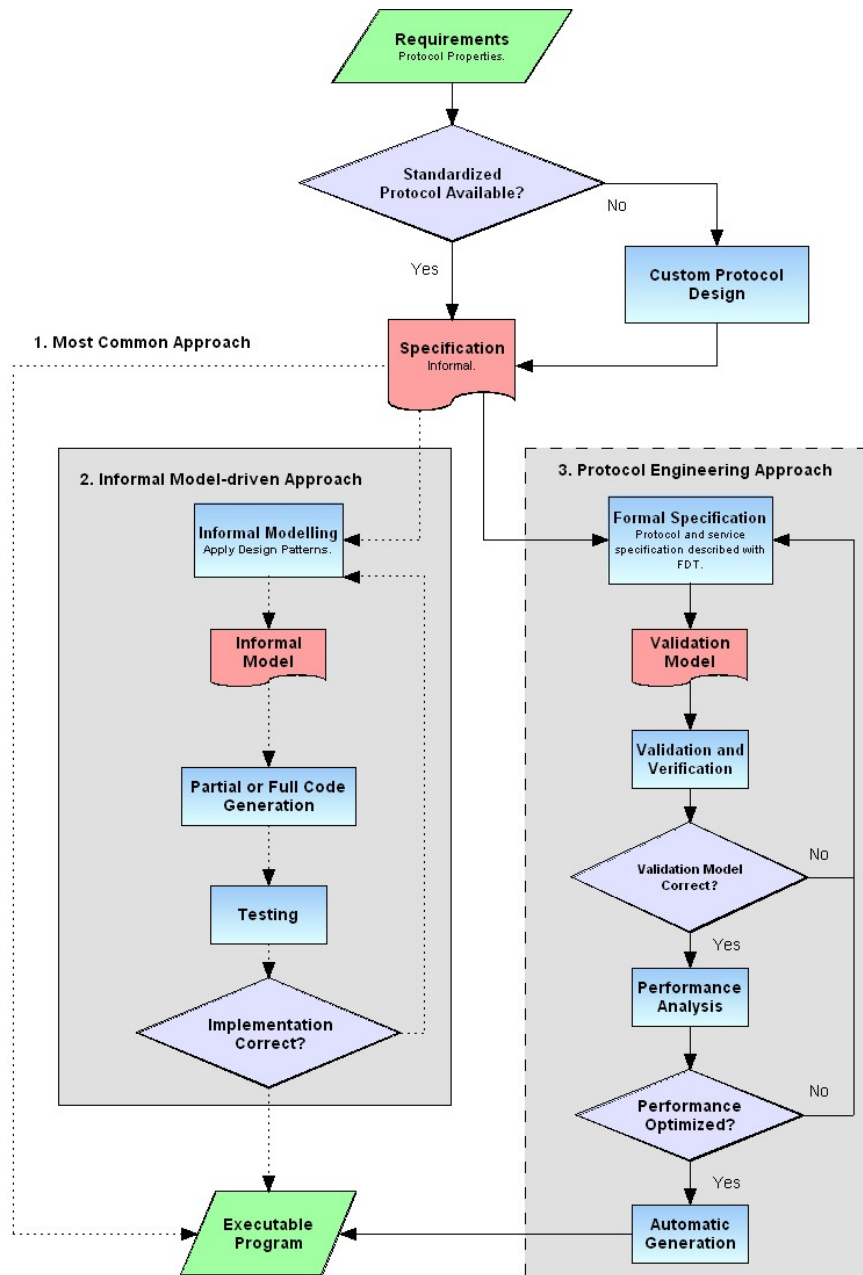 Requirements
Protocol Properties.
Standardized
Protocol Available?
No
Yes
Custom Protocol
Design
1. Most Common Approach
Specification
Informal.
2. Informal Model-driven Approach
Informal Modelling
Apply Design Patterns.
Informal
Model
Partial or Full Code
Generation
Testing
Implementation
Correct?
3. Protocol Engineering Approach
Formal Specification
Protocol and service
specification described with
FDT.
Validation
Model
Validation and
Verification
Validation Model
Correct?
No
Yes
Performance
Analysis
Performance
Optimized?
No
Yes
Automatic
Generation
Executable
Program